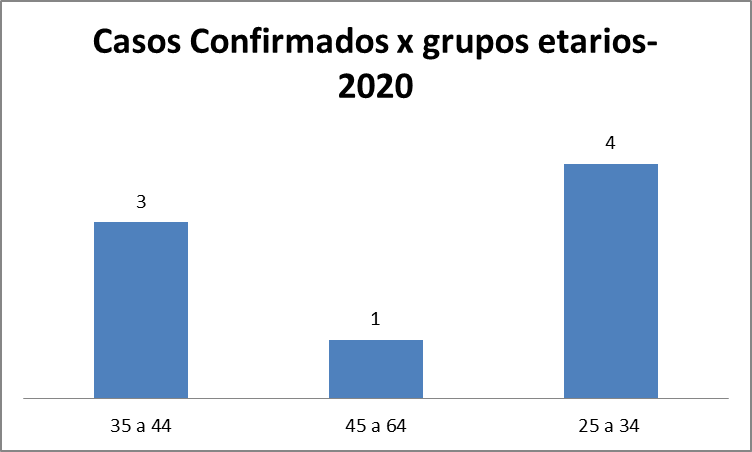 Casos Confirmados x grupos etarios-
2020
4
3
1
35 a 44
45 a 64
25 a 34